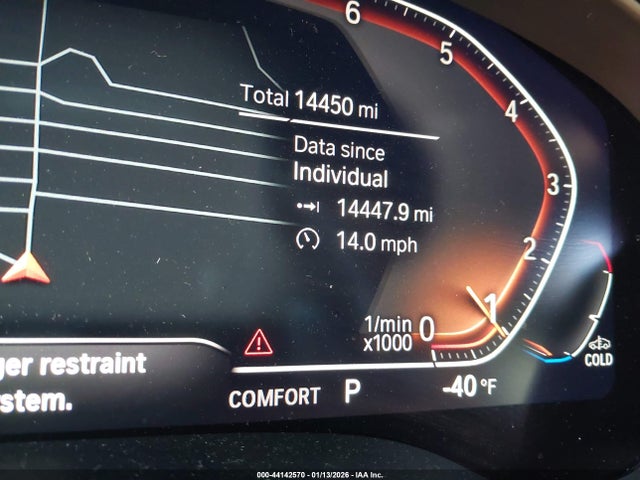 6
5
Total 14450 mi
4
Data since
Individual
3
14447.9 mi
14.0 mph
2
1
1/min
x1000
0
ger restraint
stem.
COLD
COMFORT P -40 °F
000-44142570 - 01/13/2026 - IAA Inc.